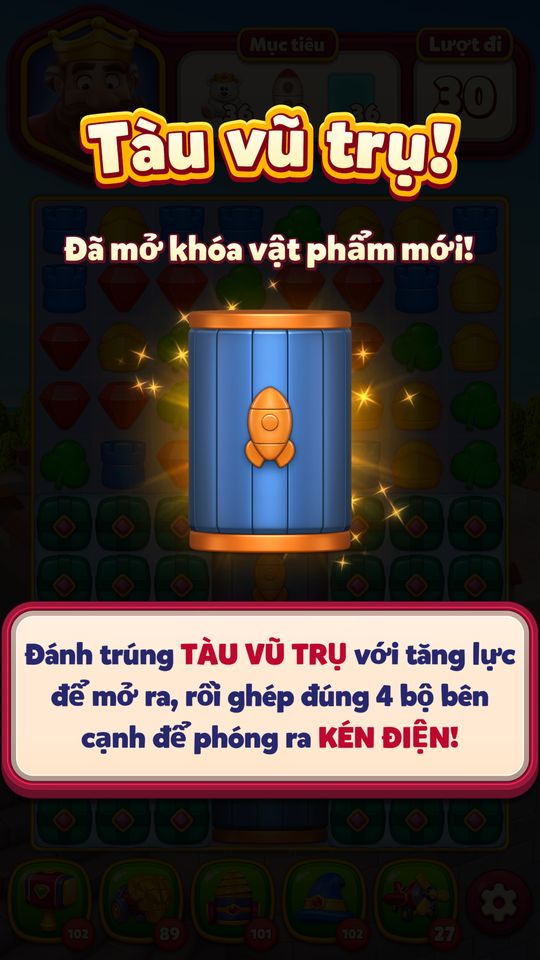 Mục tiêu
Lượt đi
36
36
30
Tàu vũ trụ!
Đã mở khóa vật phẩm mới!
Đánh trúng TÀU VŨ TRỤ với tăng lực
để mở ra, rồi ghép đúng 4 bộ bên
cạnh để phóng ra KÉN ĐIỆN!
102
89
101
102
27